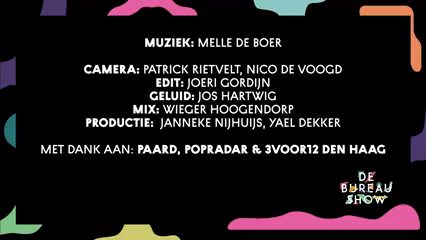 MUZIEK: MELLE DE BOER
CAMERA: PATRICK RIETVELT, NICO DE VOOGD
EDIT: JOERI GORDIJN
GELUID: JOS HARTWIG
MIX: WIEGER HOOGENDORP
PRODUCTIE: JANNEKE NIJHUIJS, YAEL DEKKER
MET DANK AAN: PAARD, POPRADAR & 3VOOR12 DEN HAAG
DE
BUREAU
SHOW